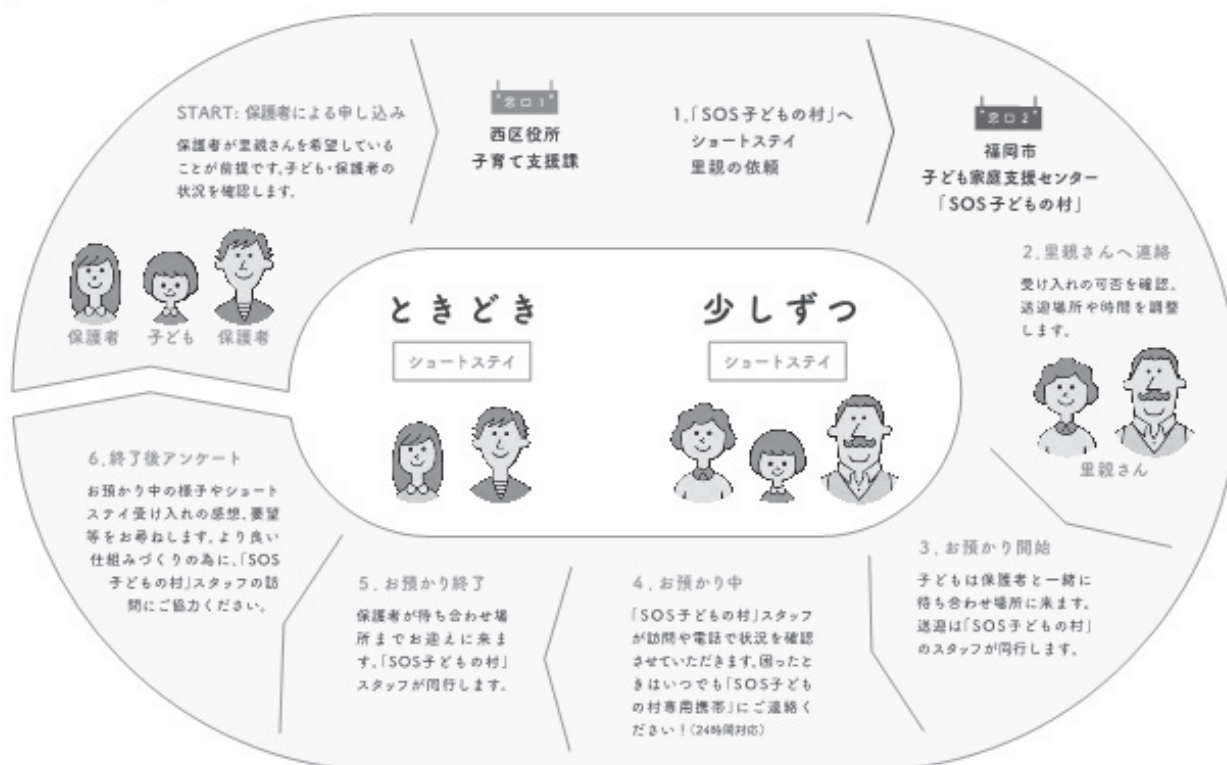 START: 保護者による申し込み
保護者が里親さんを希望している
ことが前提です。子ども・保護者の
状況を確認します。
保護者
子ども
保護者
窓口1
西区役所
子育て支援課
1.「SOS子どもの村」へ
ショートステイ
里親の依頼
窓口2
福岡市
子ども家庭支援センター
「SOS子どもの村」
2.里親さんへ連絡
受け入れの可否を確認。
送迎場所や時間を調整
します。
里親さん
ときどき
ショートステイ
少しずつ
ショートステイ
3.お預かり開始
子どもは保護者と一緒に
待ち合わせ場所に来ます。
送迎は「SOS子どもの村」
のスタッフが同行します。
4.お預かり中
「SOS子どもの村」スタッフ
が訪問や電話で状況を確認
させていただきます。困ったと
きはいつでも「SOS子ども
の村専用携帯」にご連絡く
ださい!(24時間対応)
5.お預かり終了
保護者が待ち合わせ場
所までお迎えに来ま
す。「SOS子どもの村」
スタッフが同行します。
6.終了後アンケート
お預かり中の様子やショート
ステイ受け入れの感想、要望
等をお尋ねします。より良い
仕組みづくりの為に、「SOS
子どもの村」スタッフの訪
問にご協力ください。